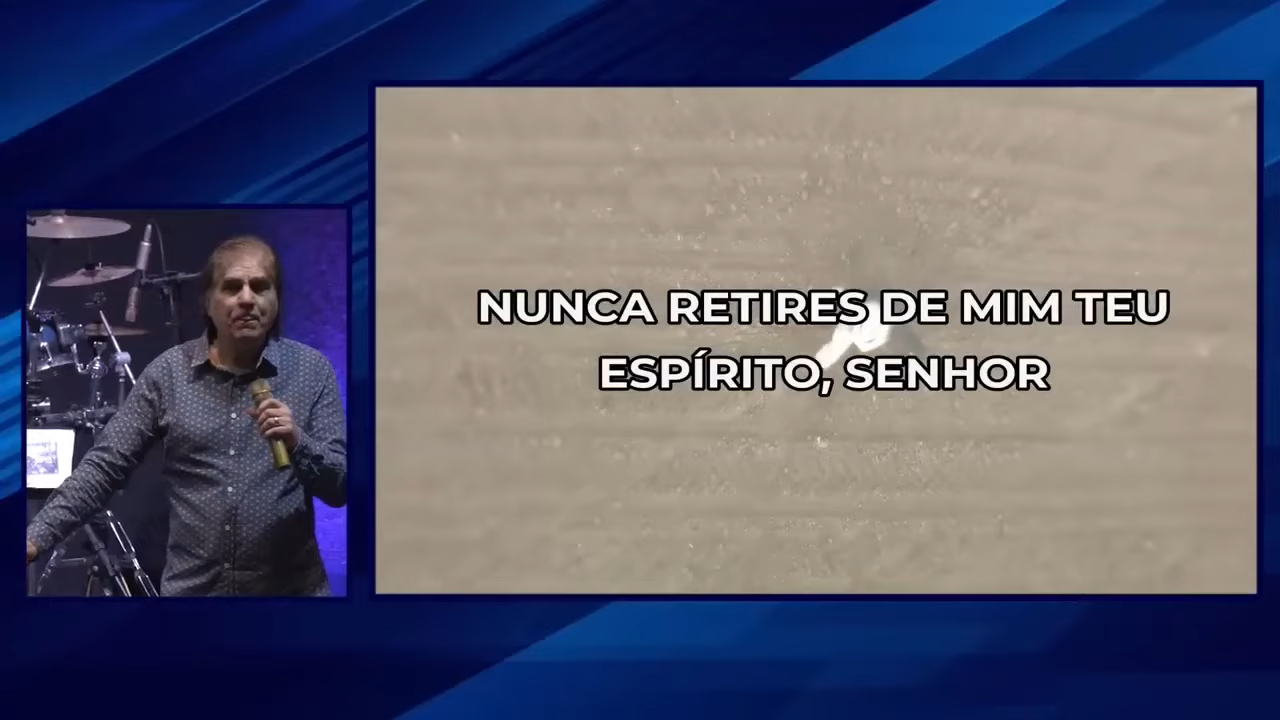 NUNCA RETIRES DE MIM TEU
ESPÍRITO, SENHOR